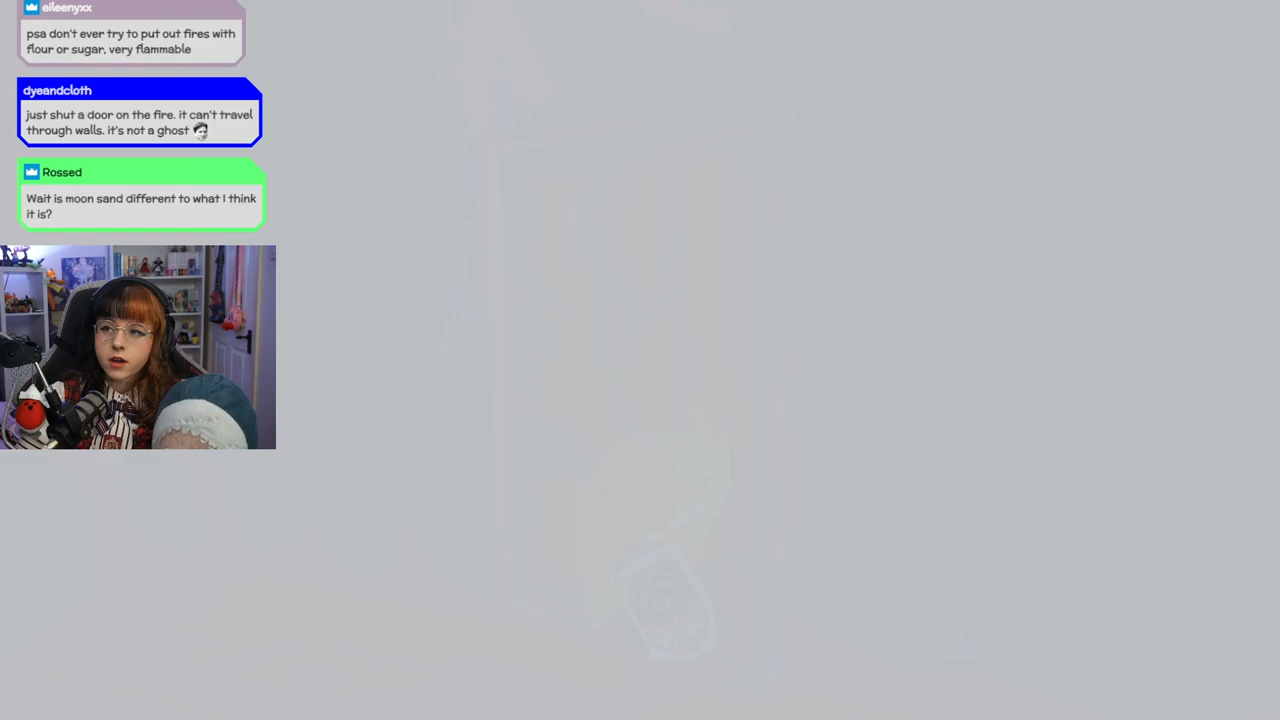 eileenyxx
psa don't ever try to put out fires with
flour or sugar, very flammable
dyeandcloth
just shut a door on the fire. it can't travel
through walls. it's not a ghost
Rossed
Wait is moon sand different to what I think
it is?